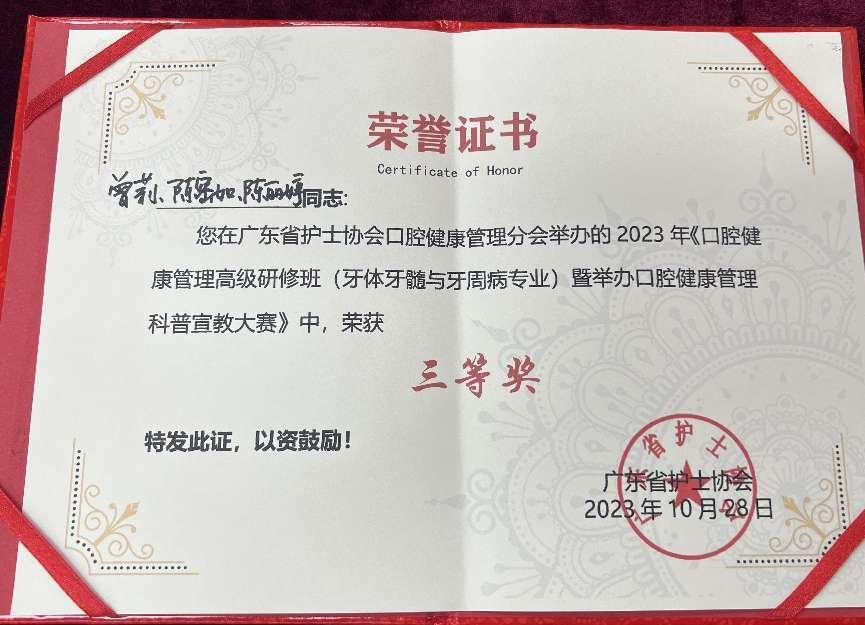 荣誉证书
Certificate of Honor
曾莉、陈密如、陈丽婷同志:
您在广东省护士协会口腔健康管理分会举办的 2023 年《口腔健
康管理高级研修班（牙体牙髓与牙周病专业）暨举办口腔健康管理
科普宣教大赛》中，荣获
三等奖
特发此证，以资鼓励！
广东省护士协会
广东省护士协会
2023 年 10 月 28 日